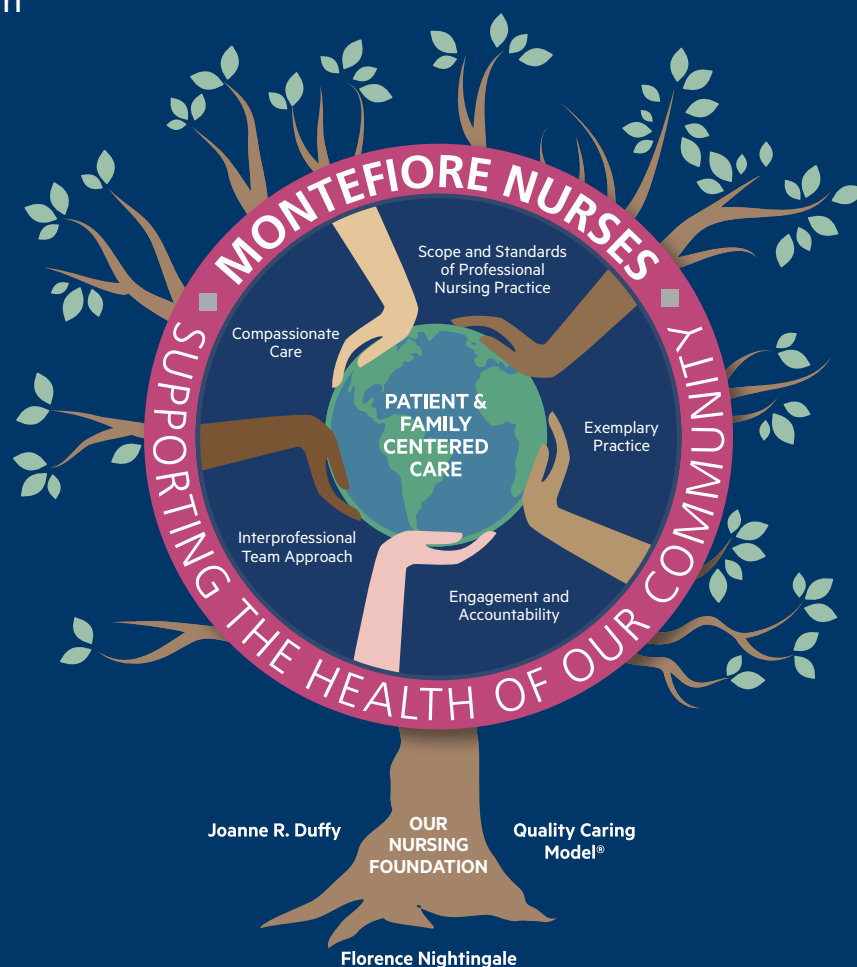 MONTEFIORE NURSES
Scope and Standards
of Professional
Nursing Practice
Compassionate
Care
PATIENT &
FAMILY
CENTERED
CARE
Exemplary
Practice
Interprofessional
Team Approach
Engagement and
Accountability
SUPPORTING THE HEALTH OF OUR COMMUNITY
Joanne R. Duffy
OUR
NURSING
FOUNDATION
Quality Caring
Model®
Florence Nightingale